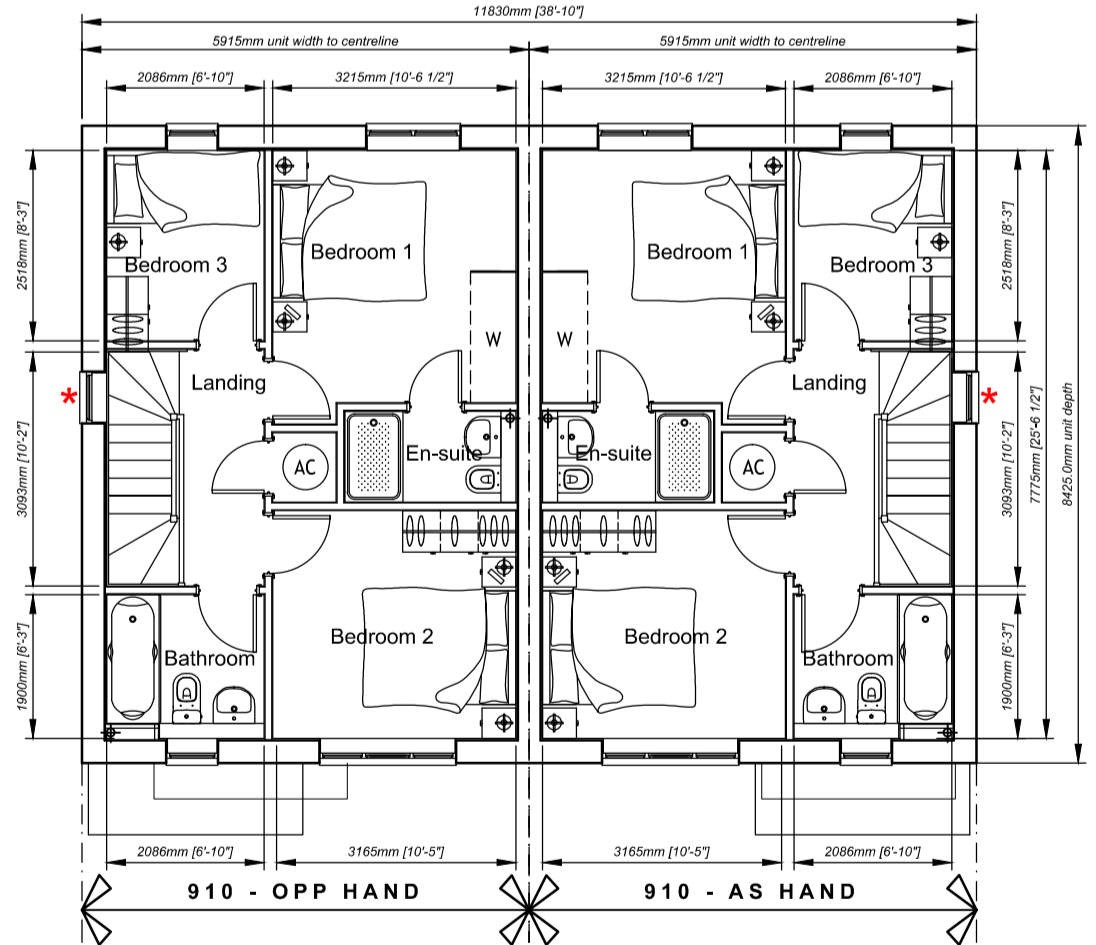 11830mm [38'-10"]
5915mm unit width to centreline
5915mm unit width to centreline
2086mm [6'-10"]
3215mm [10'-6 1/2"]
3215mm [10'-6 1/2"]
2086mm [6'-10"]
2518mm [8'-3"]
3093mm [10'-2"]
1900mm [6'-3"]
Bedroom 3
Bedroom 1
Bedroom 1
Bedroom 3
W
W
Landing
Landing
*
*
AC
En-suite
En-suite
AC
Bedroom 2
Bedroom 2
Bathroom
Bathroom
2518mm [8'-3"]
3093mm [10'-2"]
1900mm [6'-3"]
7775mm [25'-6 1/2"]
8425.0mm unit depth
2086mm [6'-10"]
3165mm [10'-5"]
3165mm [10'-5"]
2086mm [6'-10"]
910 - OPP HAND
910 - AS HAND